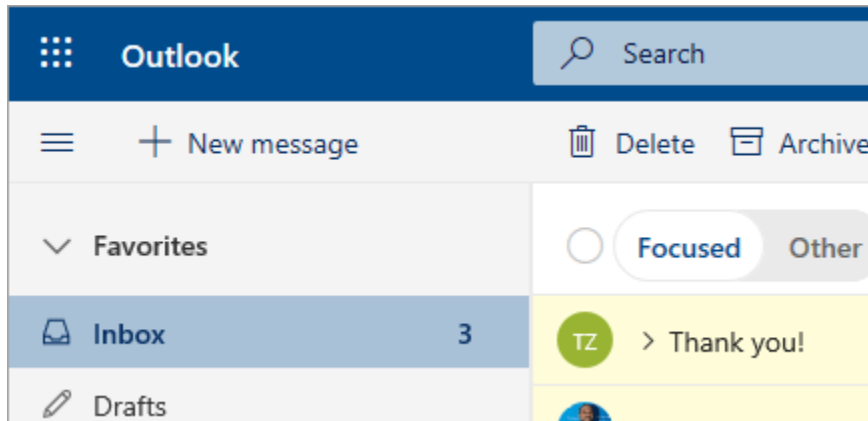 Outlook
Search
New message
Delete
Archive
Favorites
Focused
Other
Inbox 3
TZ
Thank you!
Drafts